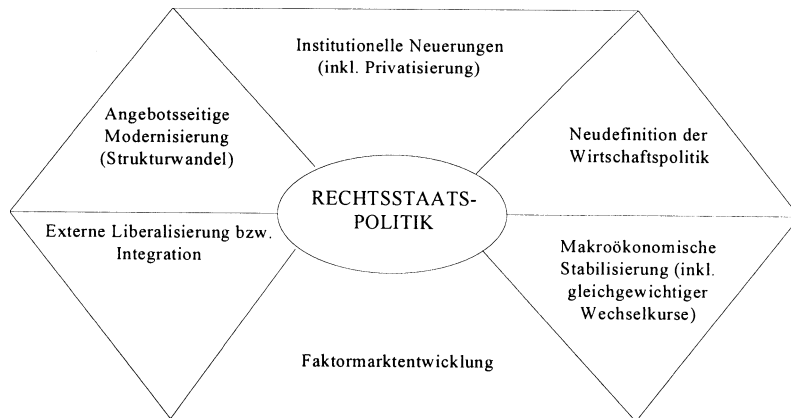 Institutionelle Neuerungen
(inkl. Privatisierung)
Angebotsseitige
Modernisierung
(Strukturwandel)
Neudefinition der
Wirtschaftspolitik
RECHTSSTAATS-
POLITIK
Externe Liberalisierung bzw.
Integration
Makroökonomische
Stabilisierung (inkl.
gleichgewichtiger
Wechselkurse)
Faktormarktentwicklung